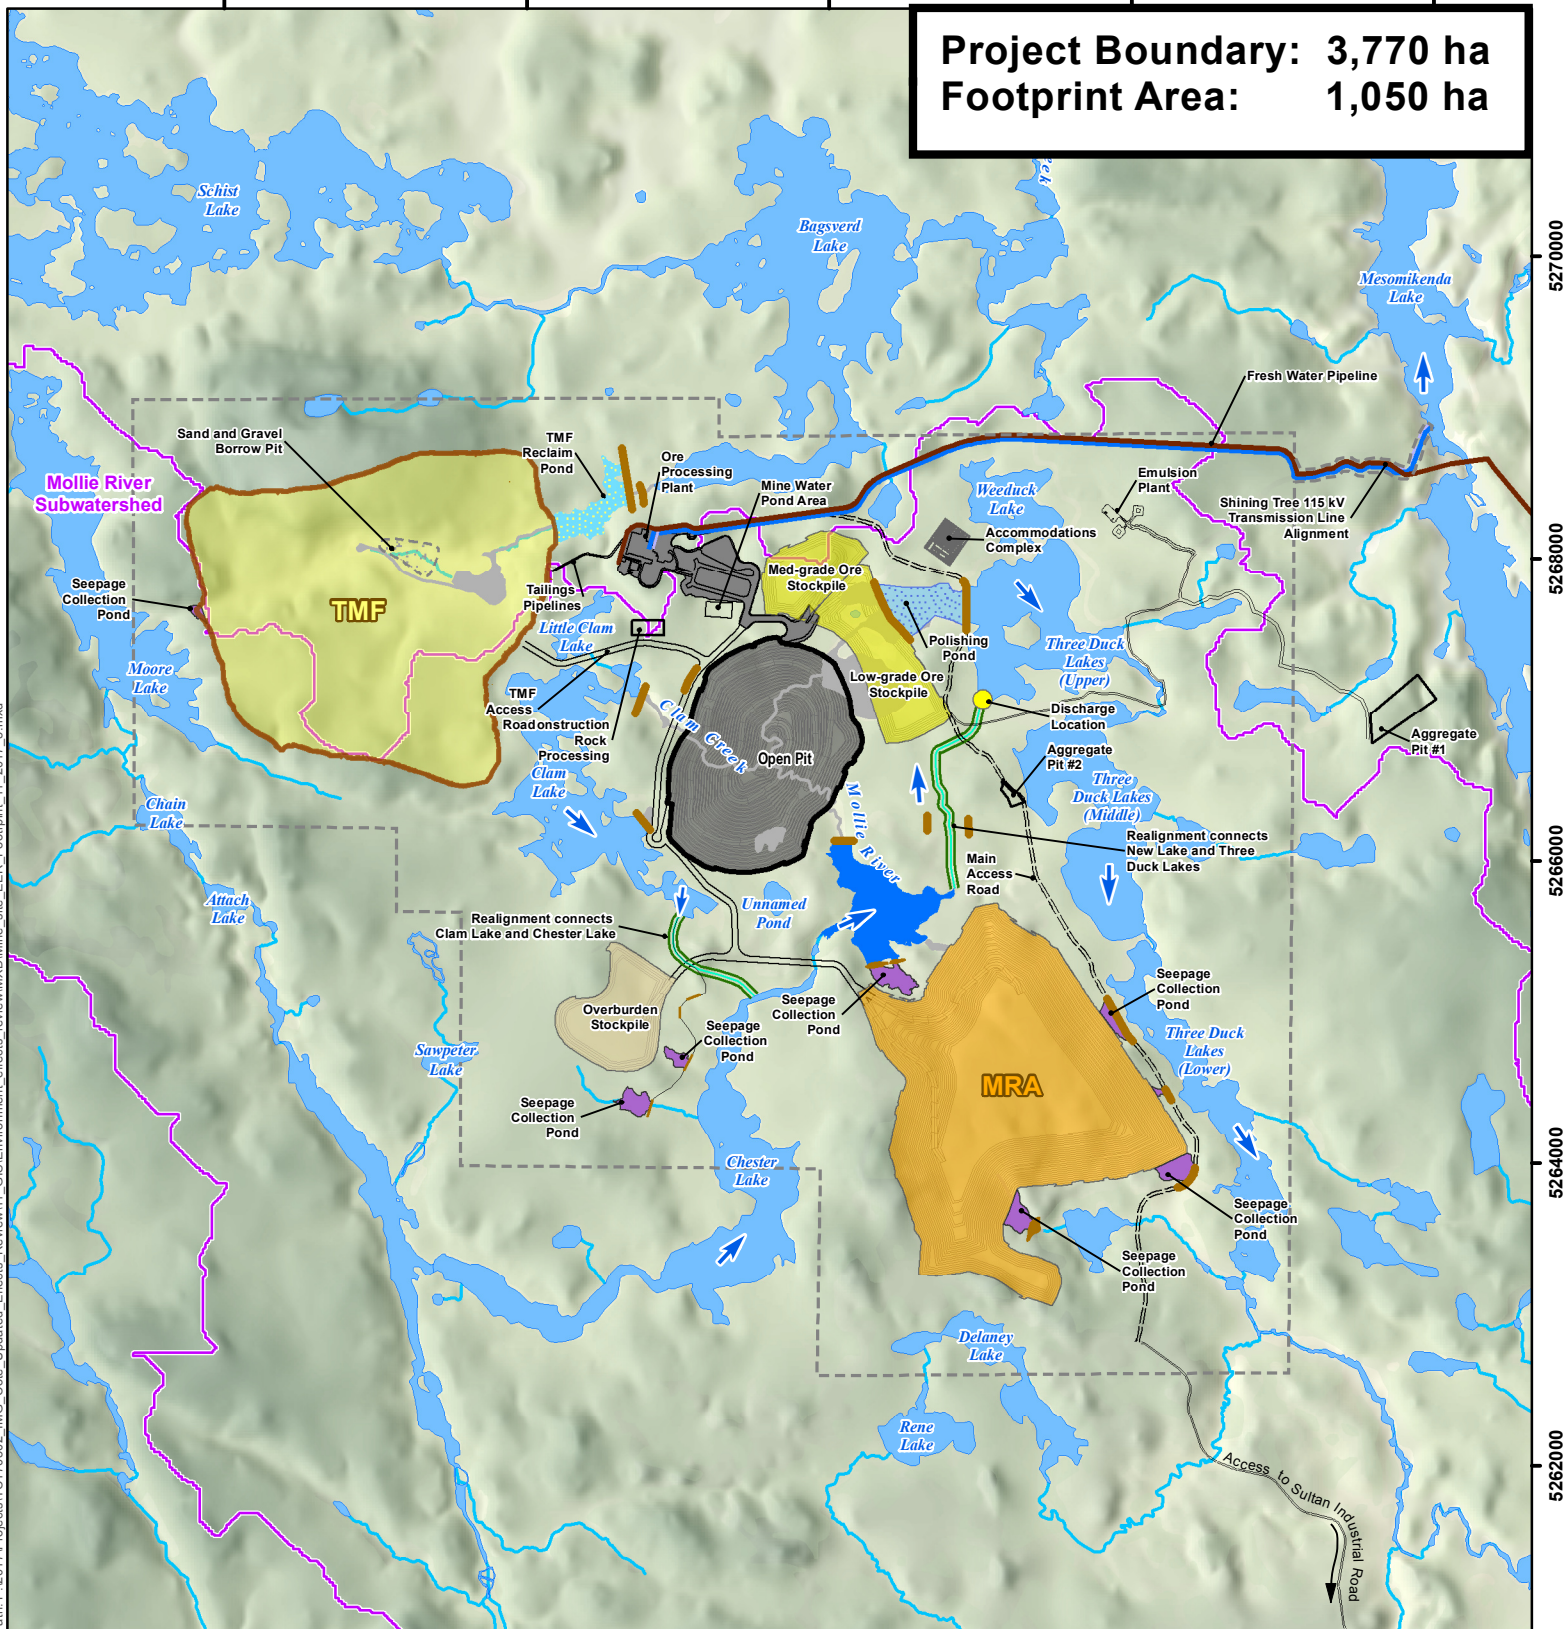 Project Boundary: 3,770 ha
Footprint Area: 1,050 ha
Schist
Lake
Bagsverd
Lake
Mesomikenda
Lake
5270000
Fresh Water Pipeline
Sand and Gravel
Borrow Pit
TMF
Reclaim
Pond
Ore
Processing
Plant
Mine Water
Pond Area
Mollie River
Subwatershed
Weeduck
Lake
Emulsion
Plant
Shining Tree 115 kV
Transmission Line
Alignment
Accommodations
Complex
5268000
Seepage
Collection
Pond
TMF
Tailings
Pipelines
Med-grade Ore
Stockpile
Little Clam
Lake
Polishing
Pond
Three Duck
Lakes
(Upper)
Moore
Lake
Low-grade Ore
Stockpile
TMF
Access
Road
onstruction
Rock
Processing
Clam Creek
Discharge
Location
Aggregate
Pit #1
Open Pit
Aggregate
Pit #2
Clam
Lake
Three
Duck Lakes
(Middle)
Chain
Lake
Mollie River
Realignment connects
New Lake and Three
Duck Lakes
Main
Access
Road
5266000
Attach
Lake
Unnamed
Pond
Realignment connects
Clam Lake and Chester Lake
Seepage
Collection
Pond
Overburden
Stockpile
Seepage
Collection
Pond
Seepage
Collection
Pond
Sawpeter
Lake
Three Duck
Lakes
(Lower)
MRA
Seepage
Collection
Pond
5264000
Chester
Lake
Seepage
Collection
Pond
Seepage
Collection
Pond
Delaney
Lake
Rene
Lake
5262000
Access to Sultan Industrial Road